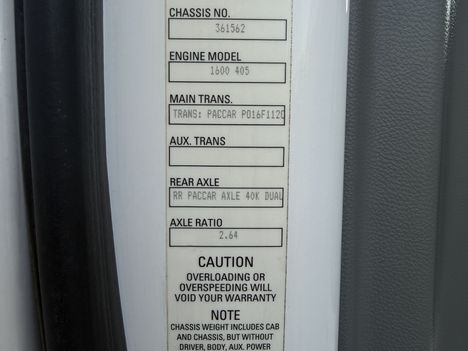 CHASSIS NO.
361562
ENGINE MODEL
1600 405
MAIN TRANS.
TRANS: PACCAR PO16F112C
AUX. TRANS
REAR AXLE
RR PACCAR AXLE 40K DUAL
AXLE RATIO
2.64
CAUTION
OVERLOADING OR
OVERSPEEDING WILL
VOID YOUR WARRANTY
NOTE
CHASSIS WEIGHT INCLUDES CAB
AND CHASSIS, BUT WITHOUT
DRIVER, BODY, AUX. POWER